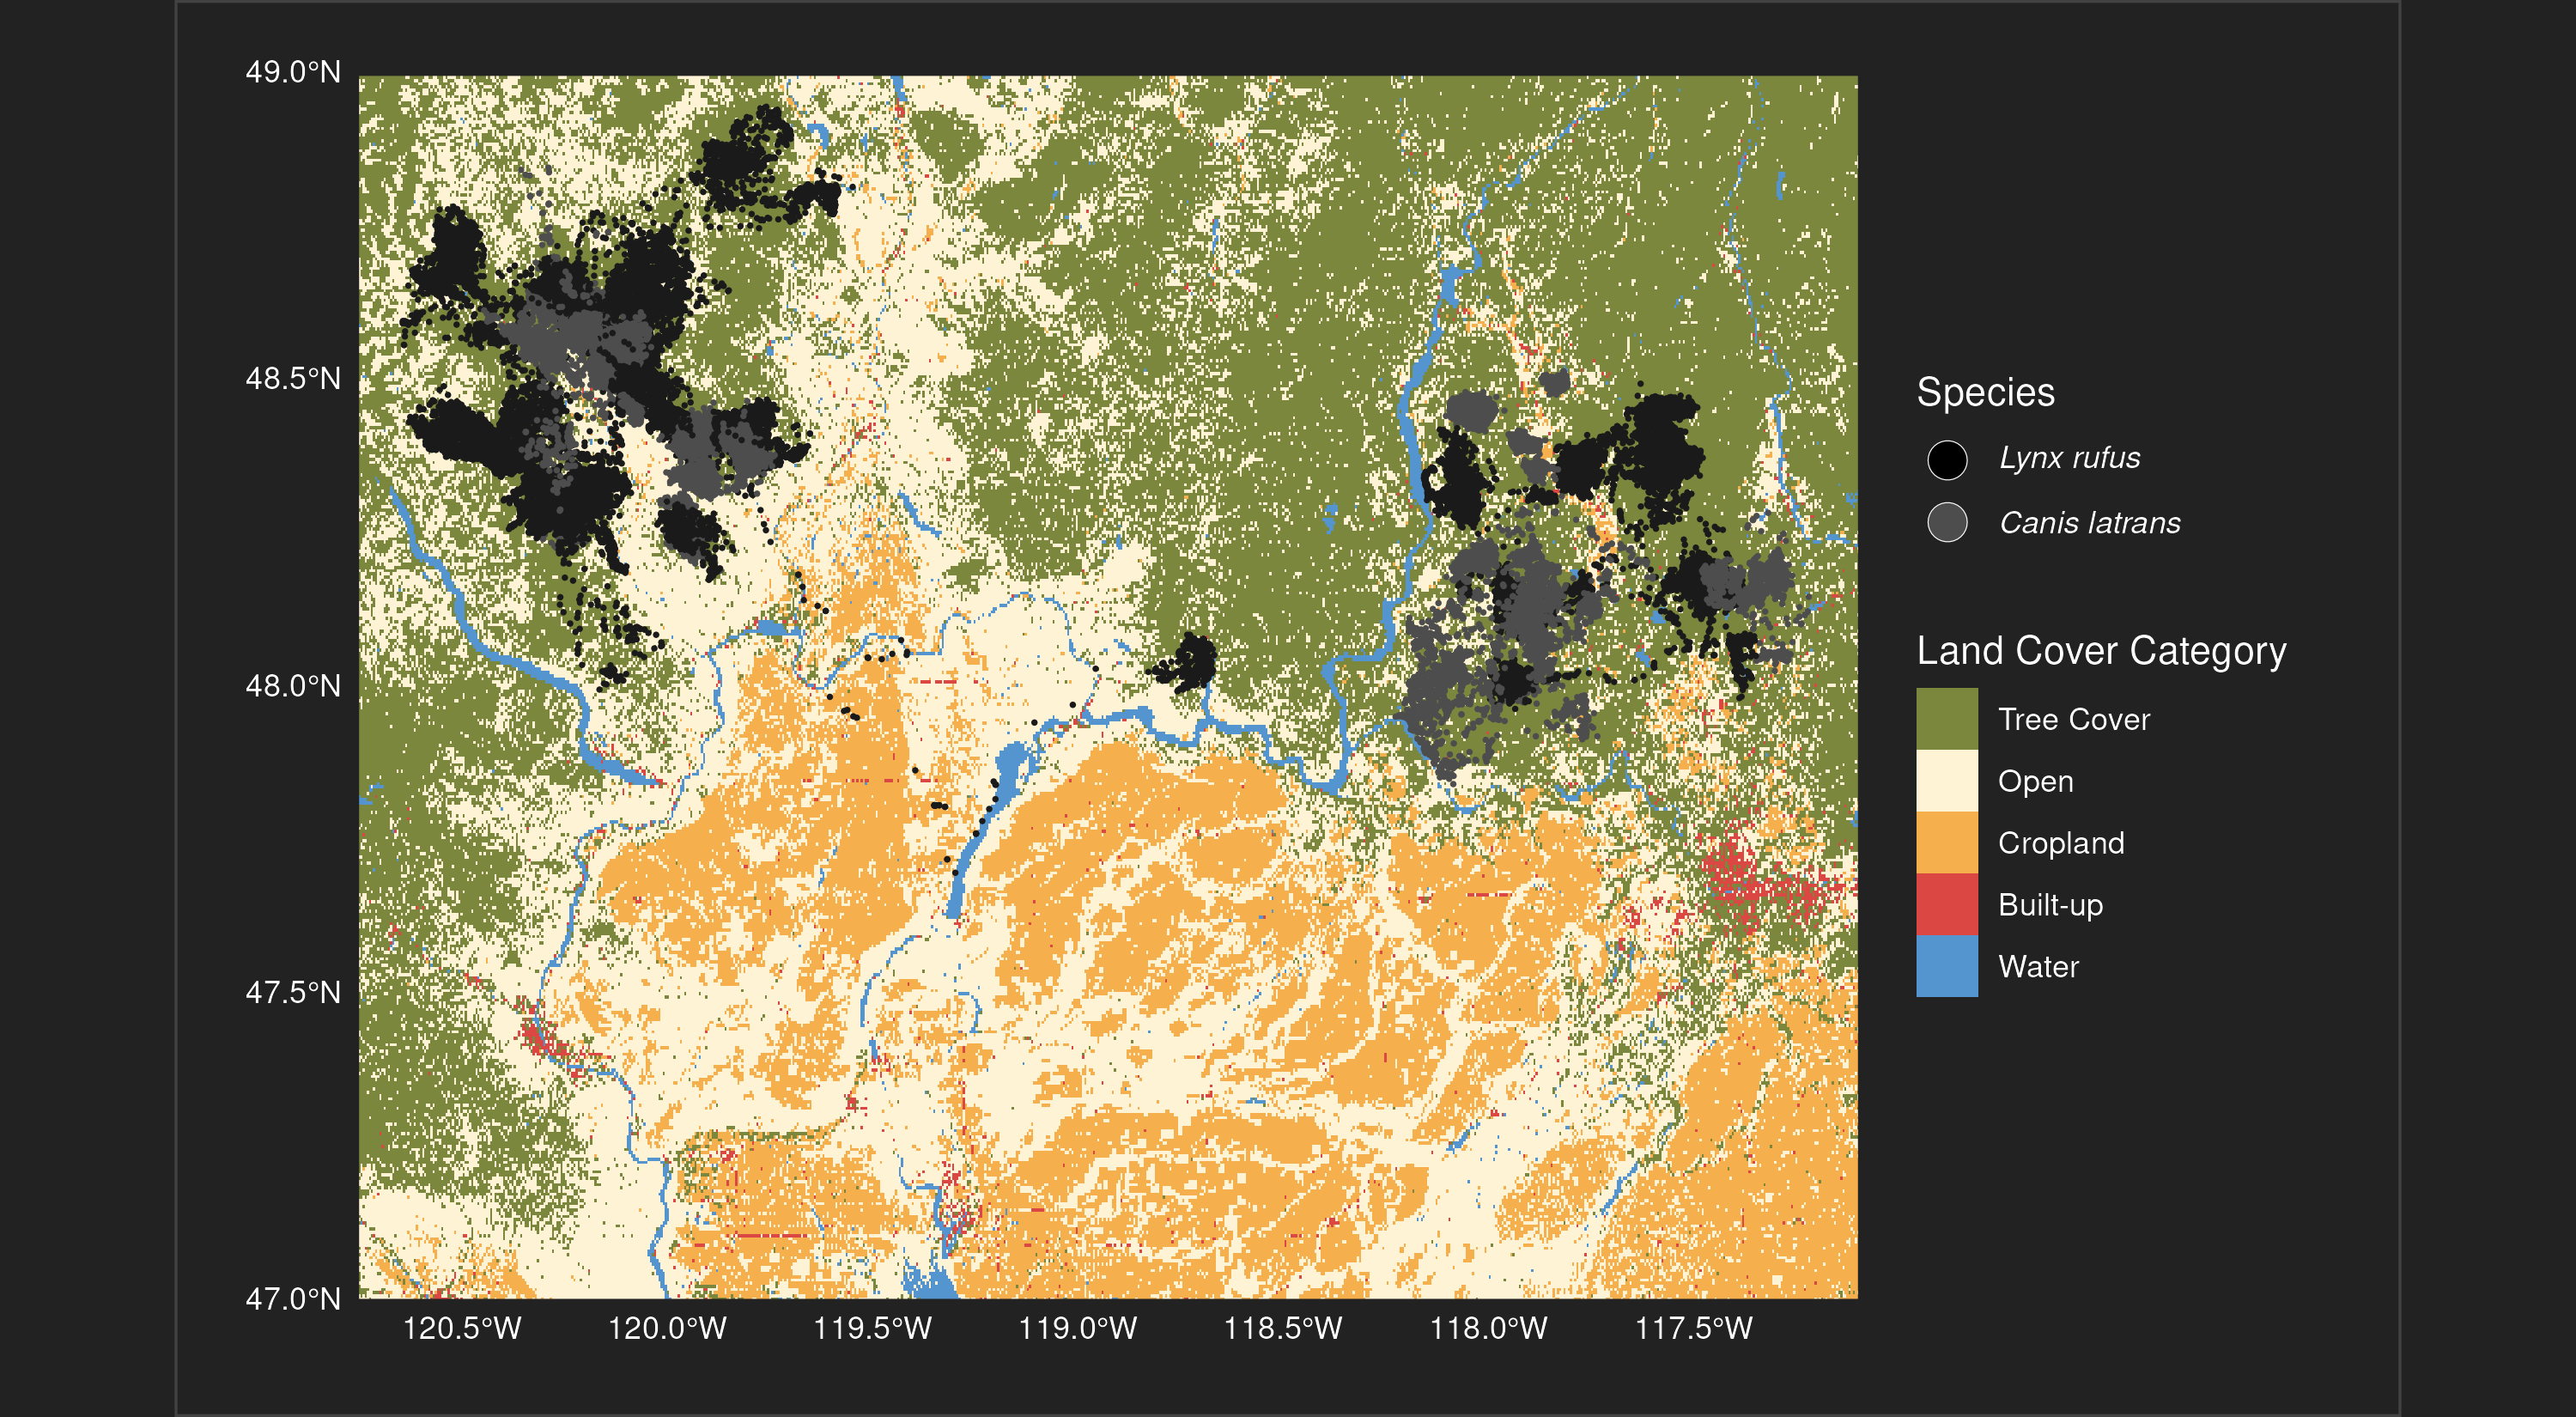 49.0°N
48.5°N
48.0°N
47.5°N
47.0°N
120.5°W
120.0°W
119.5°W
119.0°W
118.5°W
118.0°W
117.5°W
Species
Lynx rufus
Canis latrans
Land Cover Category
Tree Cover
Open
Cropland
Built-up
Water